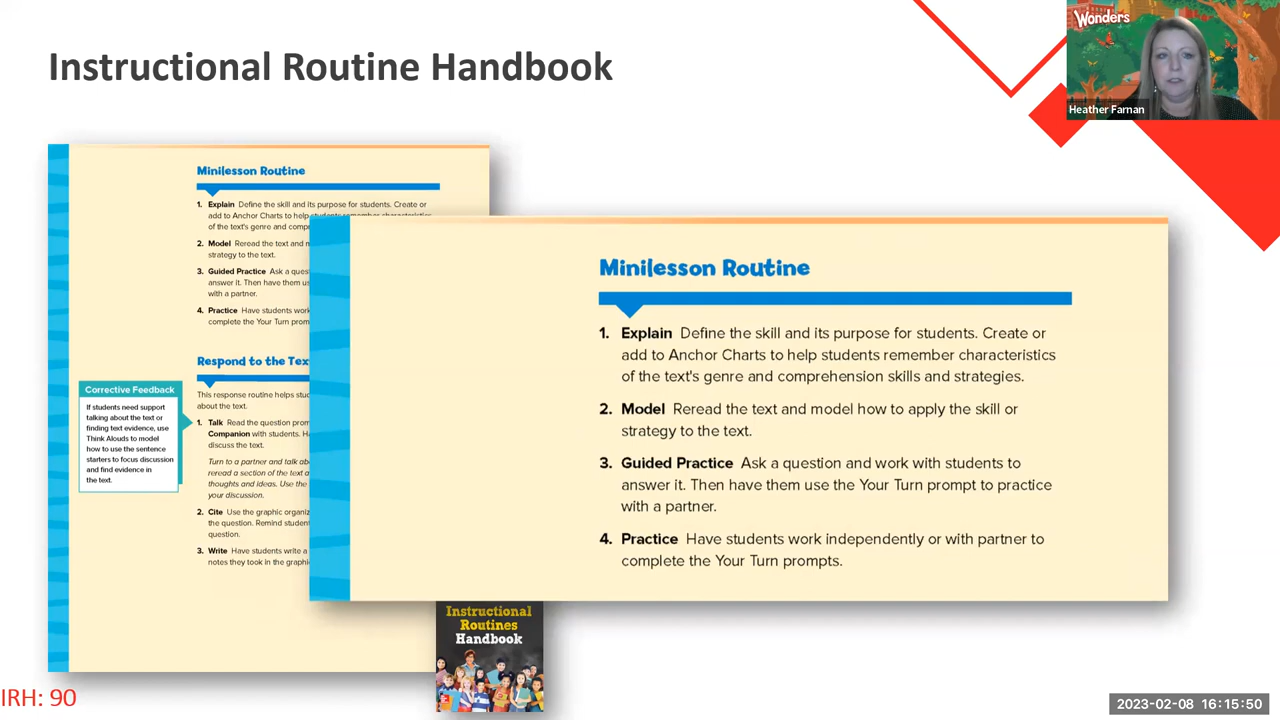 Instructional Routine Handbook
Wonders
Heather Farnan
Minilesson Routine
1. Explain Define the skill and its purpose for students. Create or
add to Anchor Charts to help students remember characteristics
of the text's genre and comp
2. Model Reread the text and m
strategy to the text.
3. Guided Practice Ask a ques
answer it. Then have them us
with a partner.
4. Practice Have students work
complete the Your Turn prom
Respond to the Tex
This response routine helps stu
about the text.
1. Talk Read the question prom
Companion with students. H
discuss the text.
Turn to a partner and talk abo
reread a section of the text a
thoughts and ideas. Use the
your discussion.
2. Cite Use the graphic organiz
the question. Remind student
question.
3. Write Have students write a
notes they took in the graphi
Corrective Feedback
If students need support
talking about the text or
finding text evidence, use
Think Alouds to model
how to use the sentence
starters to focus discussion
and find evidence in
the text.
Minilesson Routine
1. Explain Define the skill and its purpose for students. Create or
add to Anchor Charts to help students remember characteristics
of the text's genre and comprehension skills and strategies.
2. Model Reread the text and model how to apply the skill or
strategy to the text.
3. Guided Practice Ask a question and work with students to
answer it. Then have them use the Your Turn prompt to practice
with a partner.
4. Practice Have students work independently or with partner to
complete the Your Turn prompts.
Instructional
Routines
Handbook
IRH: 90
2023-02-08 16:15:50